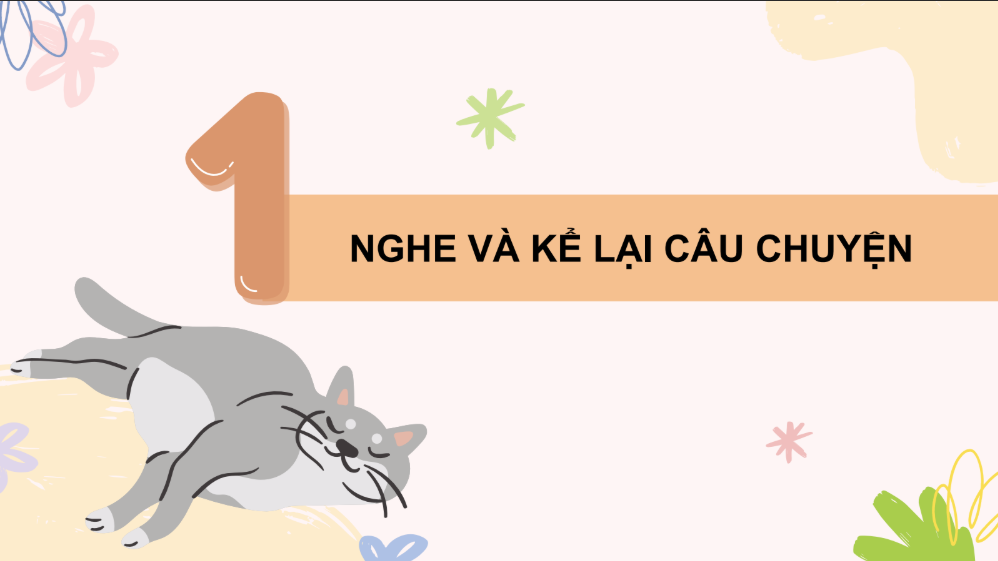 1
NGHE VÀ KỂ LẠI CÂU CHUYỆN